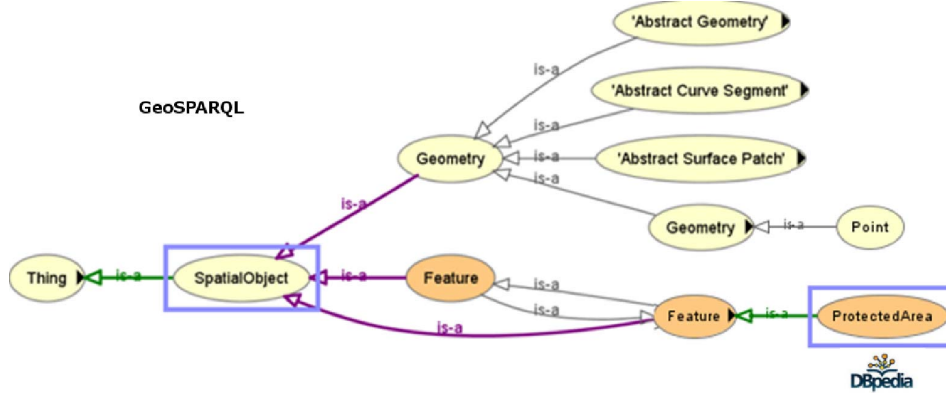 'Abstract Geometry'
is-a
'Abstract Curve Segment'
GeoSPARQL
is-a
Geometry
is-a
'Abstract Surface Patch'
is-a
is-a
Geometry
is-a
Point
Thing
is-a
SpatialObject
is-a
Feature
is-a
is-a
is-a
Feature
is-a
ProtectedArea
DBpedia